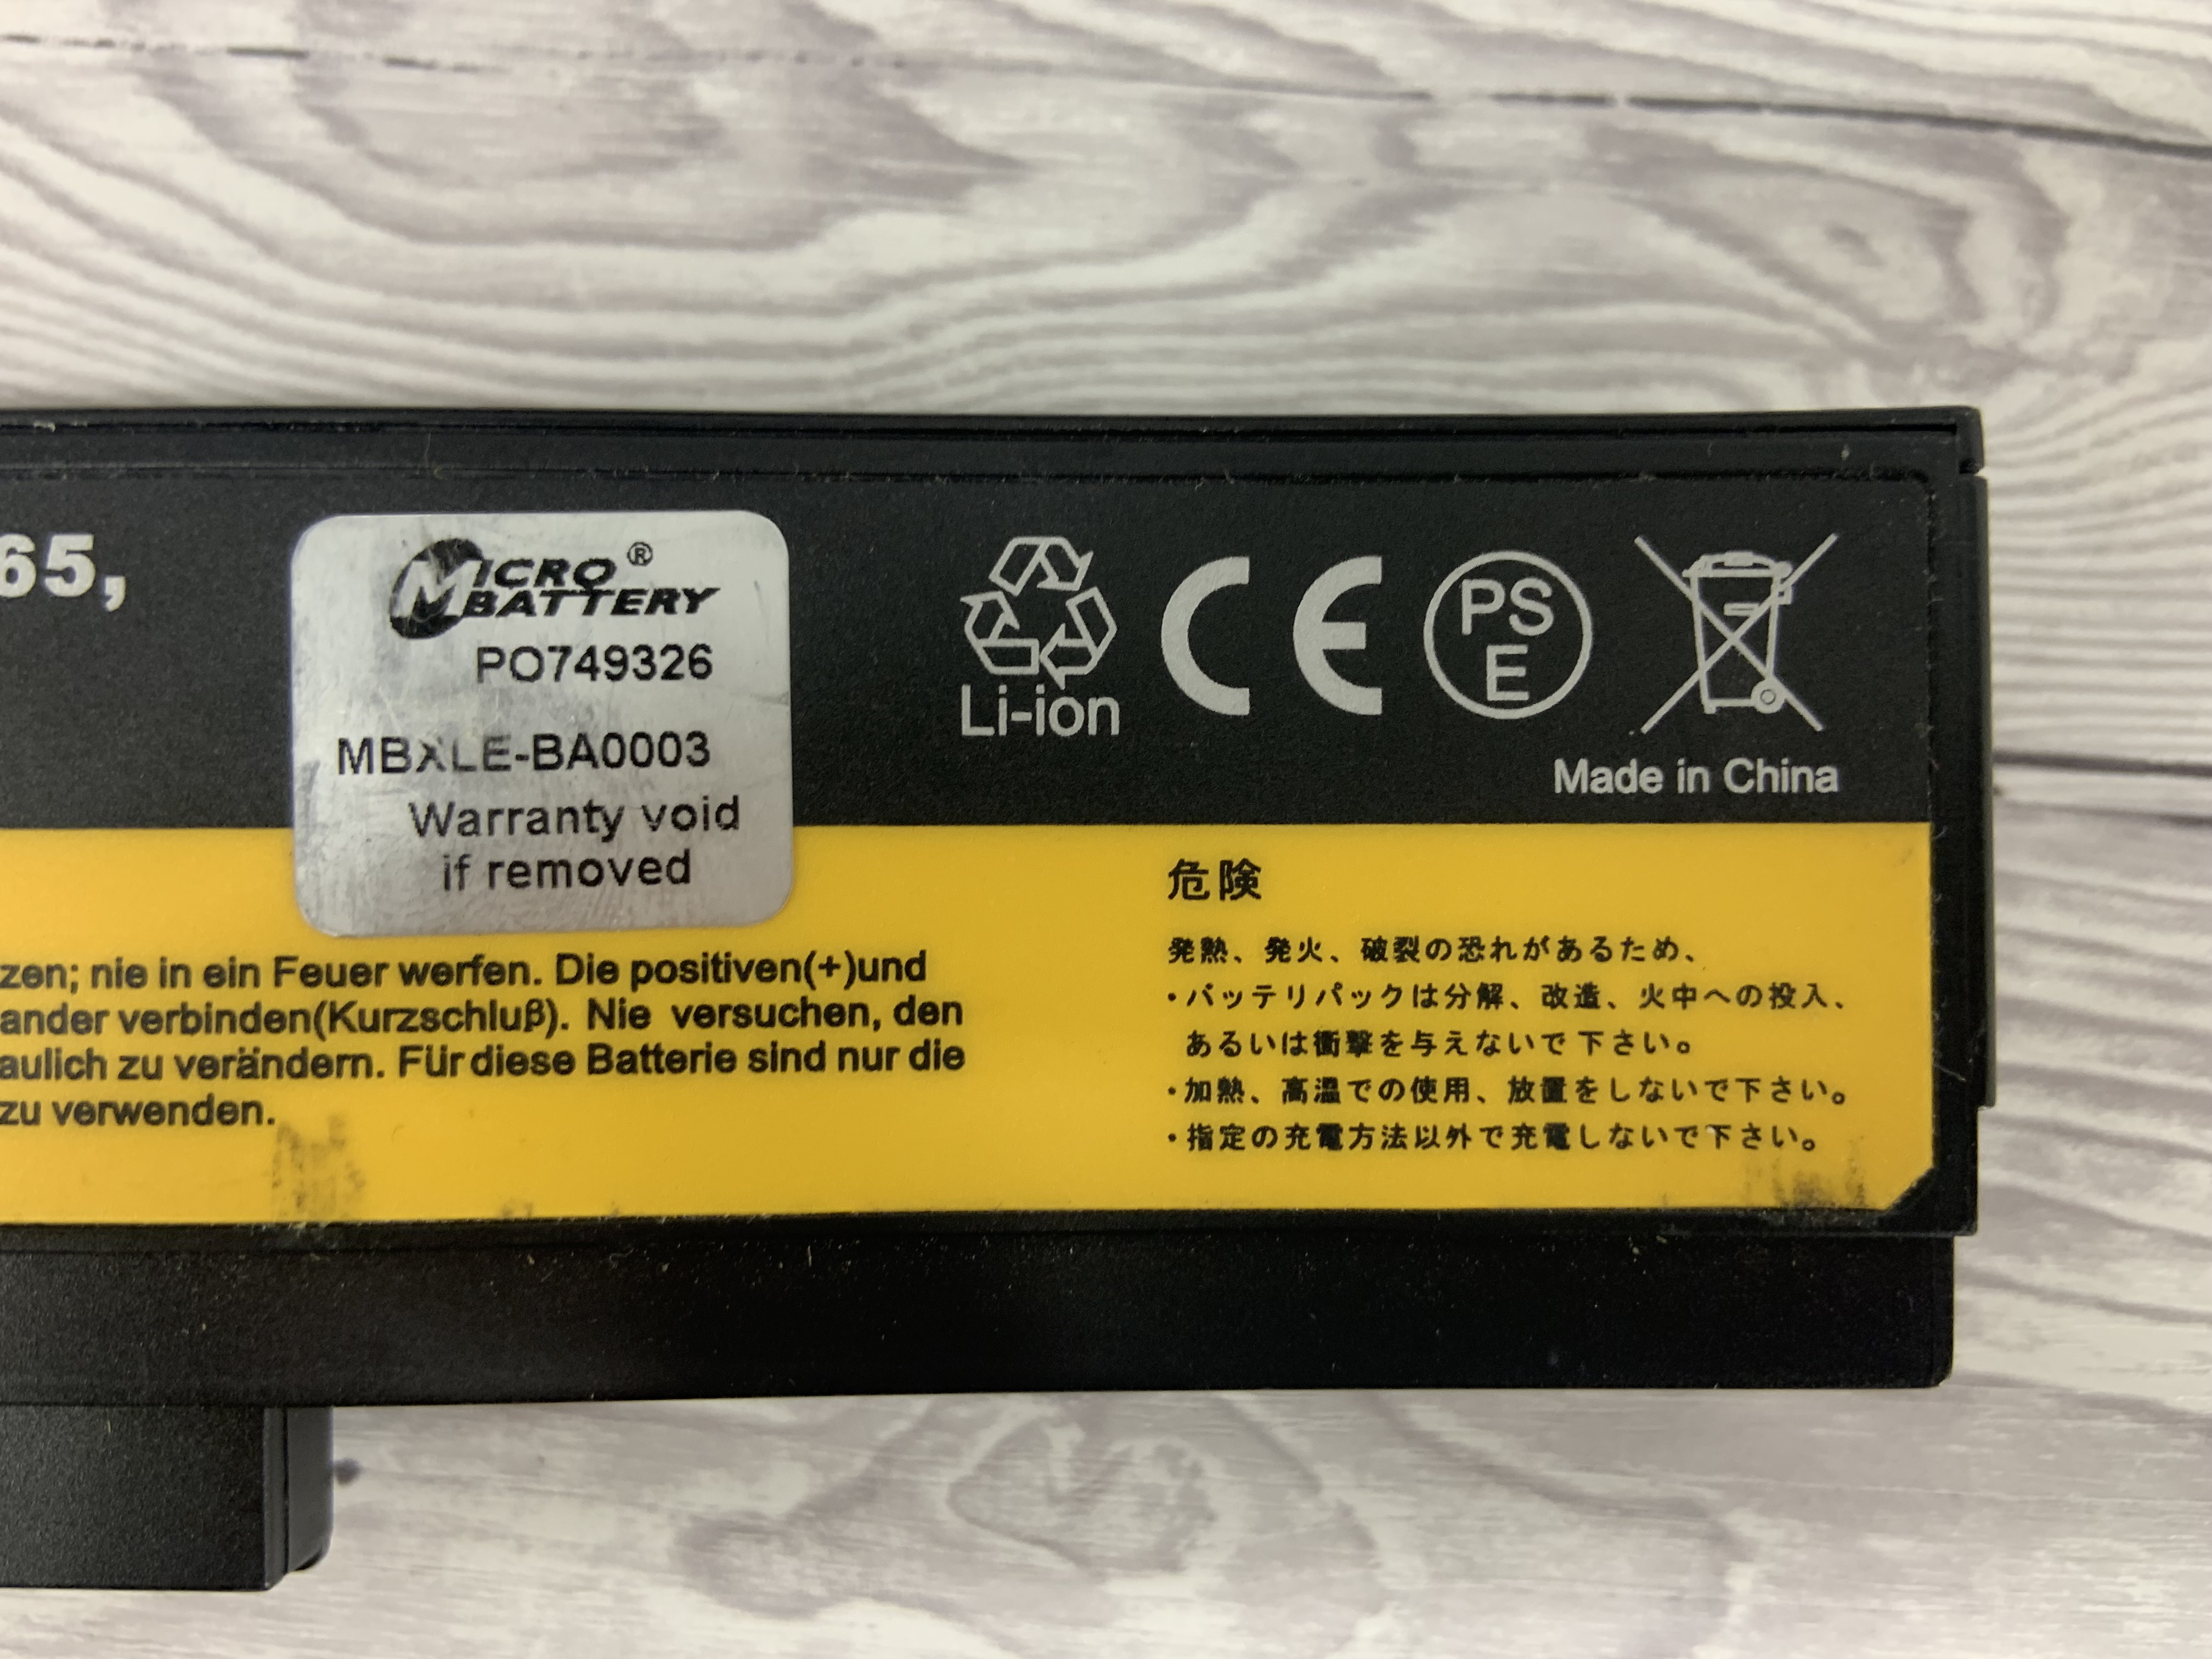 65,
MICRO BATTERY ®
PO749326
MBXLE-BA0003
Warranty void
if removed
Li-ion
CE
PS
E
Made in China
zen; nie in ein Feuer werfen. Die positiven(+)und
ander verbinden(Kurzschluß). Nie versuchen, den
aulich zu verändern. Für diese Batterie sind nur die
zu verwenden.
危険
発熱、発火、破裂の恐れがあるため、
・バッテリパックは分解、改造、火中への投入、
あるいは衝撃を与えないで下さい。
・加熱、高温での使用、放置をしないで下さい。
・指定の充電方法以外で充電しないで下さい。